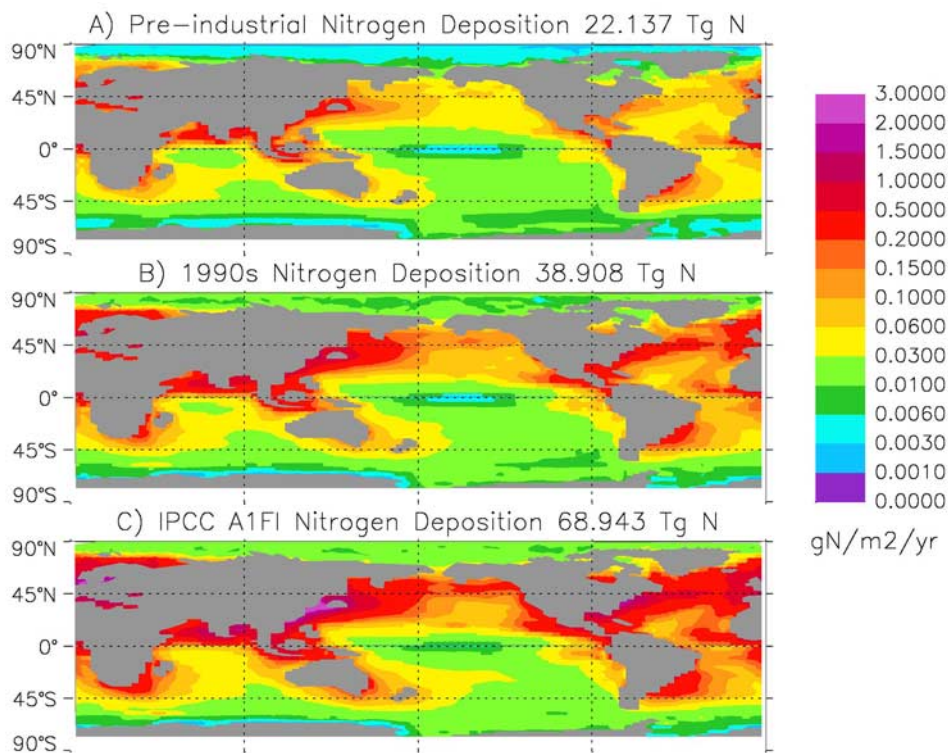 A) Pre-industrial Nitrogen Deposition 22.137 Tg N
90°N
45°N
0°
45°S
90°S
B) 1990s Nitrogen Deposition 38.908 Tg N
90°N
45°N
0°
45°S
90°S
C) IPCC A1FI Nitrogen Deposition 68.943 Tg N
90°N
45°N
0°
45°S
90°S
3.0000
2.0000
1.5000
1.0000
0.5000
0.2000
0.1500
0.1000
0.0600
0.0300
0.0100
0.0060
0.0030
0.0010
0.0000
gN/m2/yr